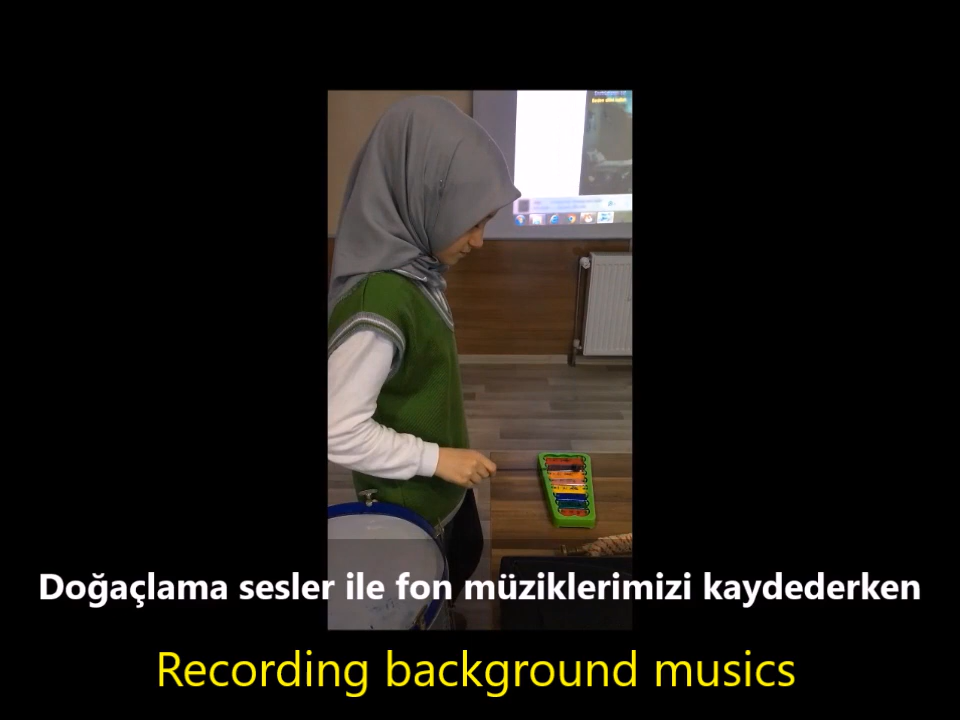 Doğaçlama sesler ile fon müziklerimizi kaydederken
Recording background musics